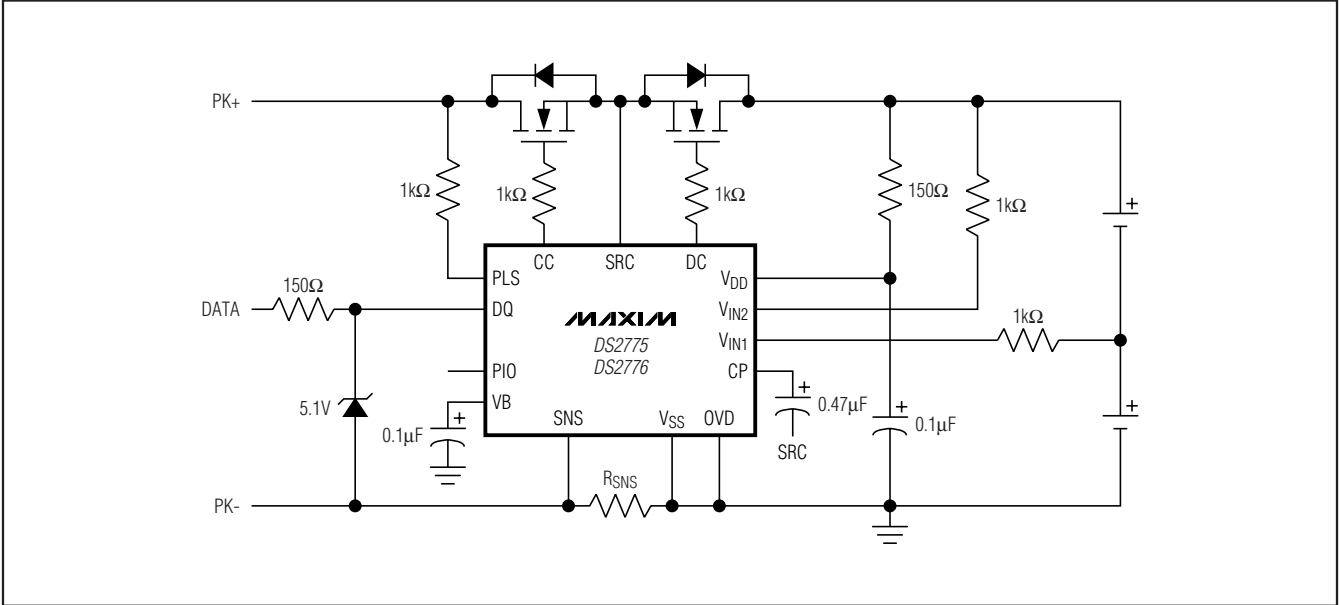 PK+
1kΩ
1kΩ
1kΩ
150Ω
1kΩ
+
CC
SRC
DC
PLS
VDD
150Ω
DATA
DQ
MAXIM
VIN2
1kΩ
DS2775
VIN1
DS2776
PIO
CP
+
0.47µF
5.1V
VB
+
0.1µF
SNS
VSS
OVD
+
0.1µF
+
SRC
RSNS
PK-